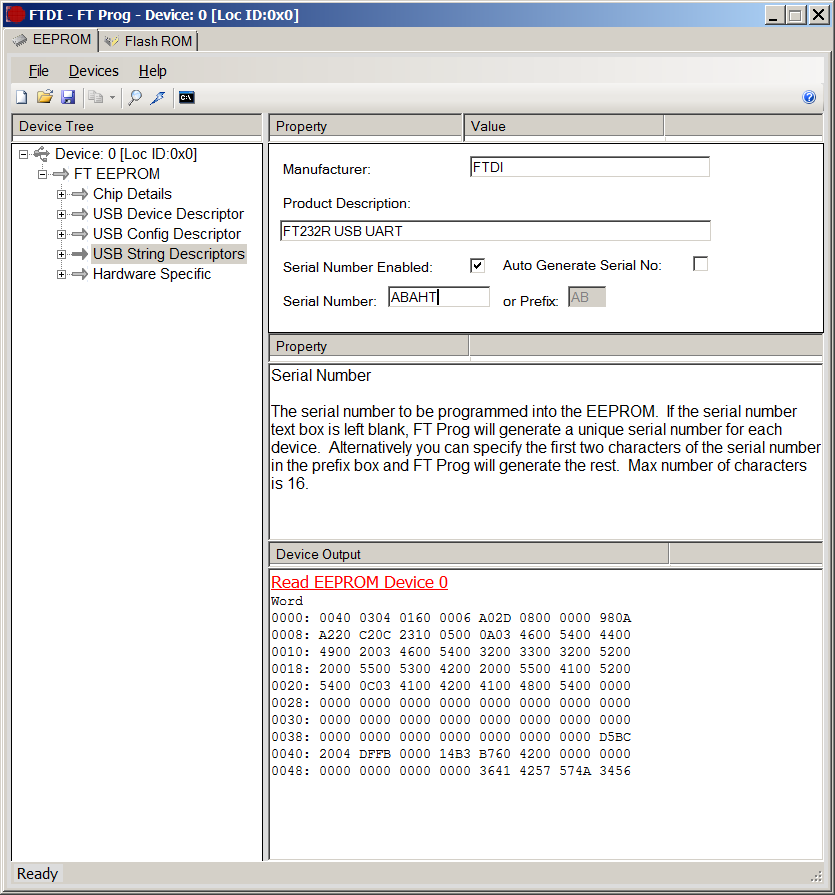 FTDI - FT Prog - Device: 0 [Loc ID:0x0]
EEPROM Flash ROM
File Devices Help
C:\
Device Tree
Device: 0 [Loc ID:0x0]
FT EEPROM
Chip Details
USB Device Descriptor
USB Config Descriptor
USB String Descriptors
Hardware Specific
Property Value
Manufacturer: FTDI
Product Description:
FT232R USB UART
Serial Number Enabled: Auto Generate Serial No:
Serial Number: ABAHT or Prefix: AB
Property
Serial Number
The serial number to be programmed into the EEPROM.  If the serial number
text box is left blank, FT Prog will generate a unique serial number for each
device.  Alternatively you can specify the first two characters of the serial number
in the prefix box and FT Prog will generate the rest.  Max number of characters
is 16.
Device Output
Read EEPROM Device 0
Word
0000: 0040 0304 0160 0006 A02D 0800 0000 980A
0008: A220 C20C 2310 0500 0A03 4600 5400 4400
0010: 4900 2003 4600 5400 3200 3300 3200 5200
0018: 2000 5500 5300 4200 2000 5500 4100 5200
0020: 5400 0C03 4100 4200 4100 4800 5400 0000
0028: 0000 0000 0000 0000 0000 0000 0000 0000
0030: 0000 0000 0000 0000 0000 0000 0000 0000
0038: 0000 0000 0000 0000 0000 0000 0000 D5BC
0040: 2004 DFFB 0000 14B3 B760 4200 0000 0000
0048: 0000 0000 0000 0000 3641 4257 574A 3456
Ready